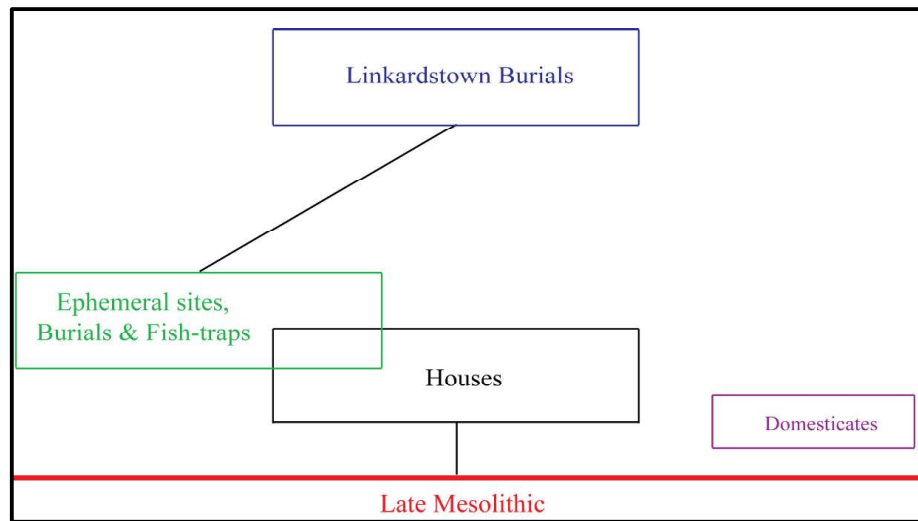 Linkardstown Burials
Ephemeral sites,
Burials & Fish-traps
Houses
Domesticates
Late Mesolithic